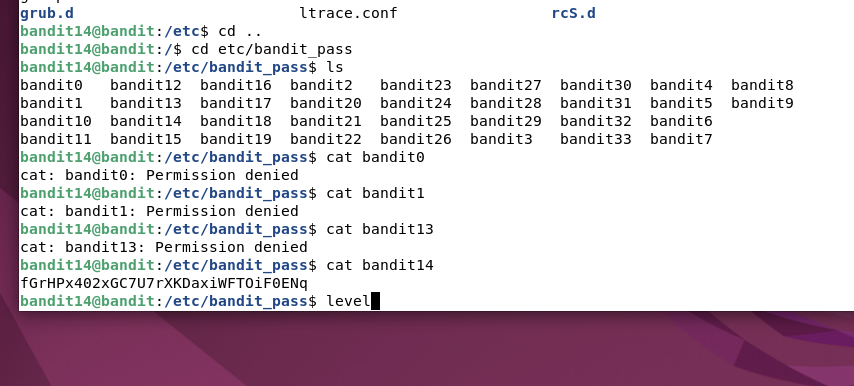 grub.d ltrace.conf rcS.d
bandit14@bandit:/etc$ cd ..
bandit14@bandit:/$ cd etc/bandit_pass
bandit14@bandit:/etc/bandit_pass$ ls
bandit0 bandit12 bandit16 bandit2 bandit23 bandit27 bandit30 bandit4 bandit8
bandit1 bandit13 bandit17 bandit20 bandit24 bandit28 bandit31 bandit5 bandit9
bandit10 bandit14 bandit18 bandit21 bandit25 bandit29 bandit32 bandit6
bandit11 bandit15 bandit19 bandit22 bandit26 bandit3 bandit33 bandit7
bandit14@bandit:/etc/bandit_pass$ cat bandit0
cat: bandit0: Permission denied
bandit14@bandit:/etc/bandit_pass$ cat bandit1
cat: bandit1: Permission denied
bandit14@bandit:/etc/bandit_pass$ cat bandit13
cat: bandit13: Permission denied
bandit14@bandit:/etc/bandit_pass$ cat bandit14
fGrHPx402xGC7U7rXKDaxiWFTOiF0ENq
bandit14@bandit:/etc/bandit_pass$ level